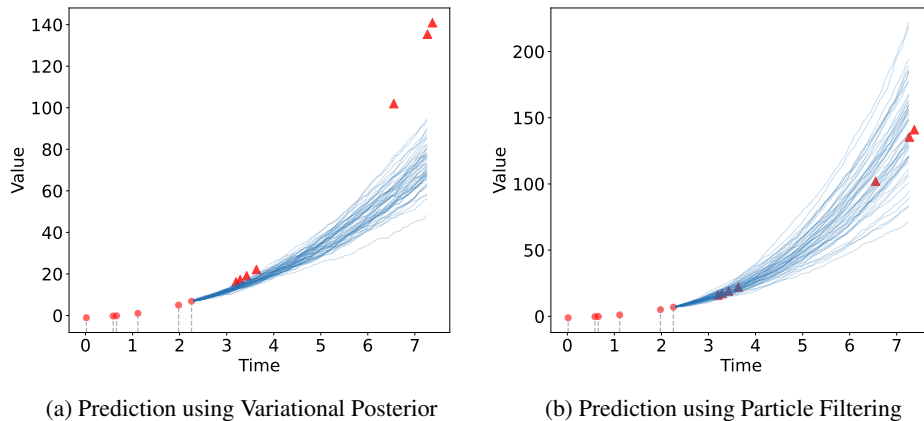 140
120
100
80
60
40
20
0
Value
0 1 2 3 4 5 6 7
Time
(a) Prediction using Variational Posterior
200
150
100
50
0
Value
0 1 2 3 4 5 6 7
Time
(b) Prediction using Particle Filtering